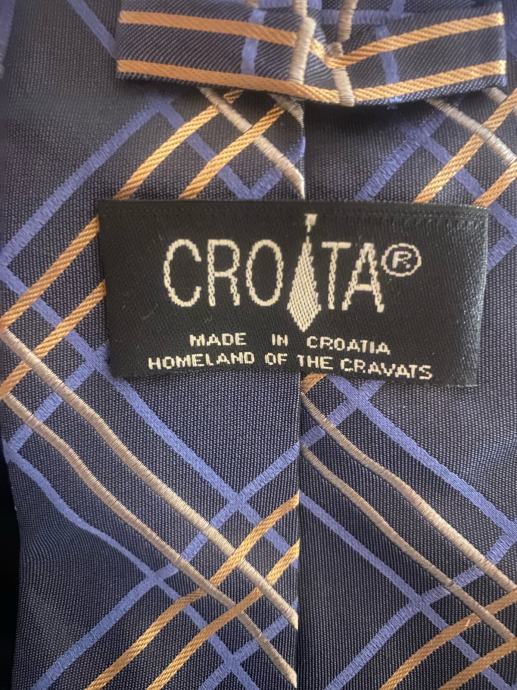 CROATA®
MADE IN CROATIA
HOMELAND OF THE CRAVATS